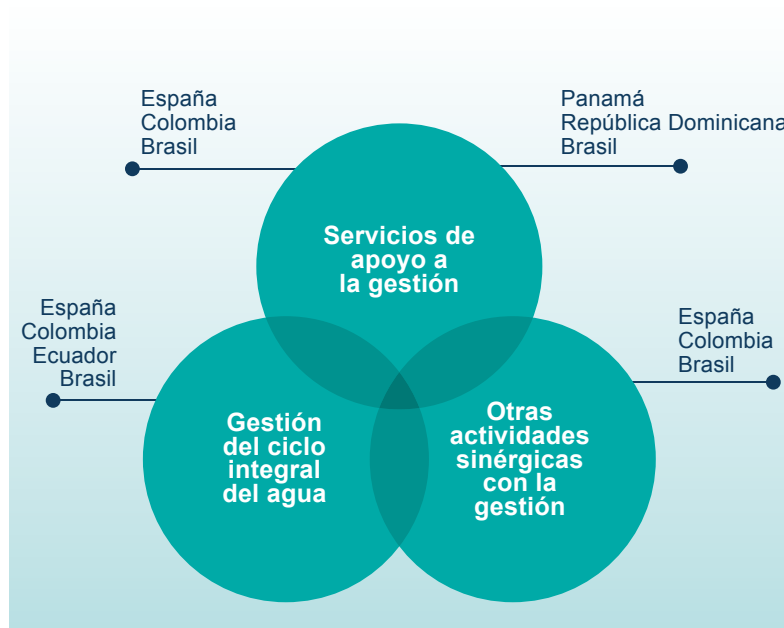 España
Colombia
Brasil
Panamá
República Dominicana
Brasil
Servicios de
apoyo a
la gestión
España
Colombia
Ecuador
Brasil
España
Colombia
Brasil
Gestión
del ciclo
integral
del agua
Otras
actividades
sinérgicas
con la
gestión